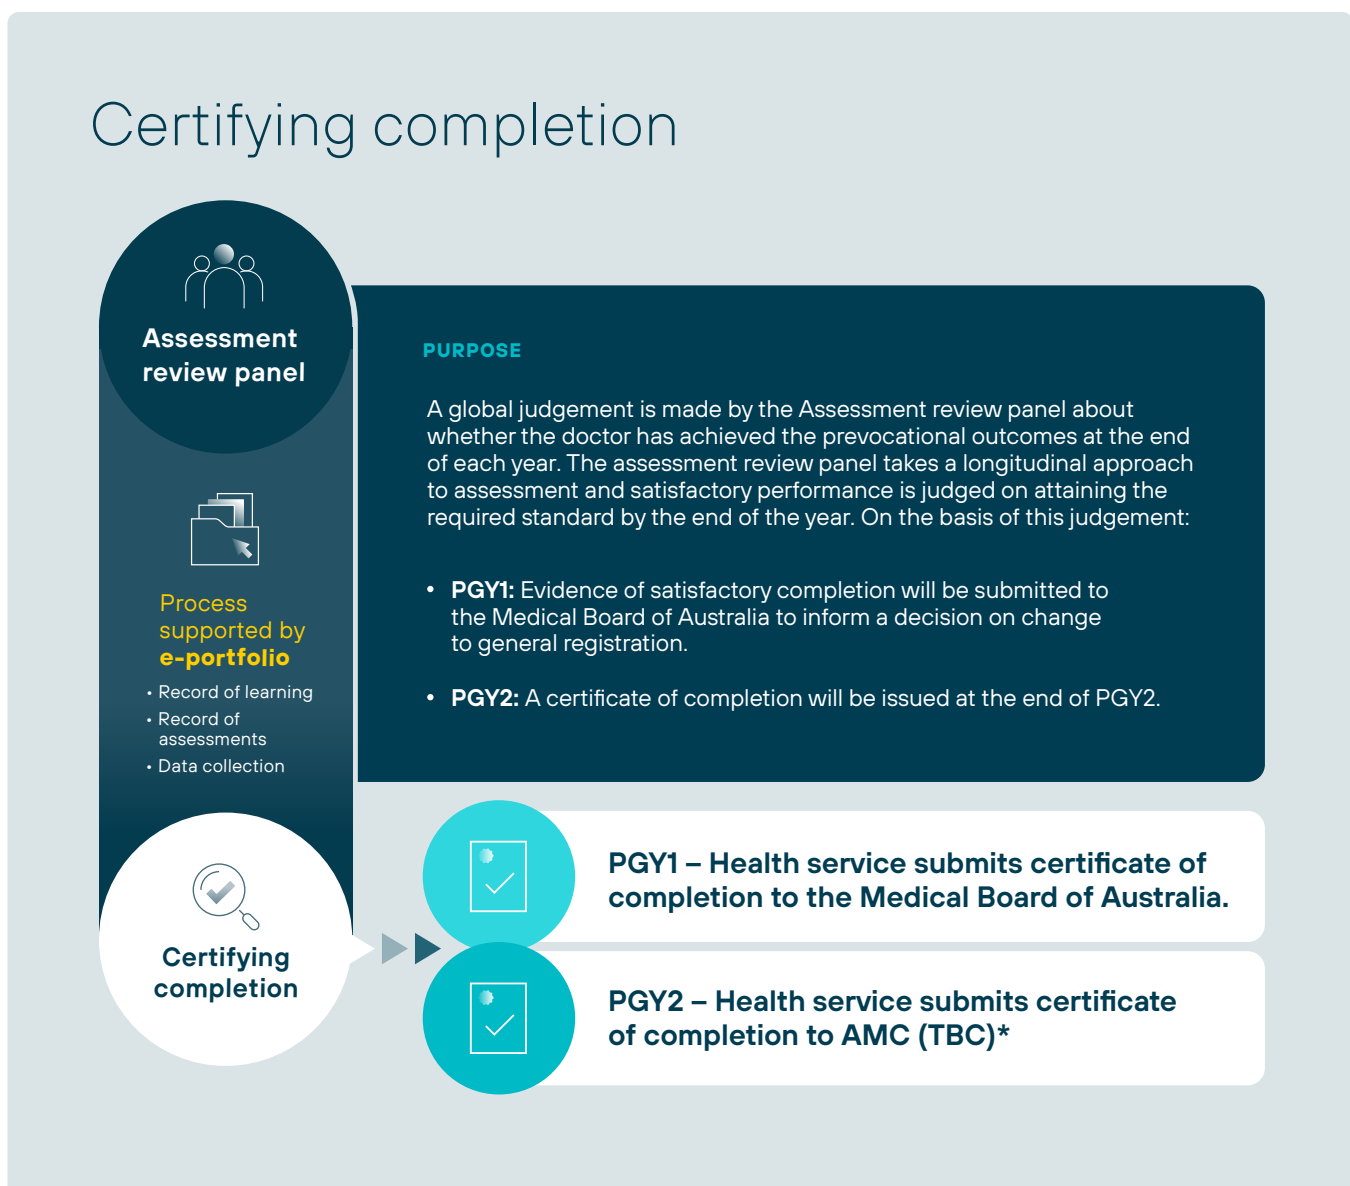 Certifying completion
Assessment
review panel
Process
supported by
e-portfolio
• Record of learning
• Record of
assessments
• Data collection
Certifying
completion
PURPOSE
A global judgement is made by the Assessment review panel about
whether the doctor has achieved the prevocational outcomes at the end
of each year. The assessment review panel takes a longitudinal approach
to assessment and satisfactory performance is judged on attaining the
required standard by the end of the year. On the basis of this judgement:
• PGY1: Evidence of satisfactory completion will be submitted to
the Medical Board of Australia to inform a decision on change
to general registration.
• PGY2: A certificate of completion will be issued at the end of PGY2.
PGY1 – Health service submits certificate of
completion to the Medical Board of Australia.
PGY2 – Health service submits certificate
of completion to AMC (TBC)*